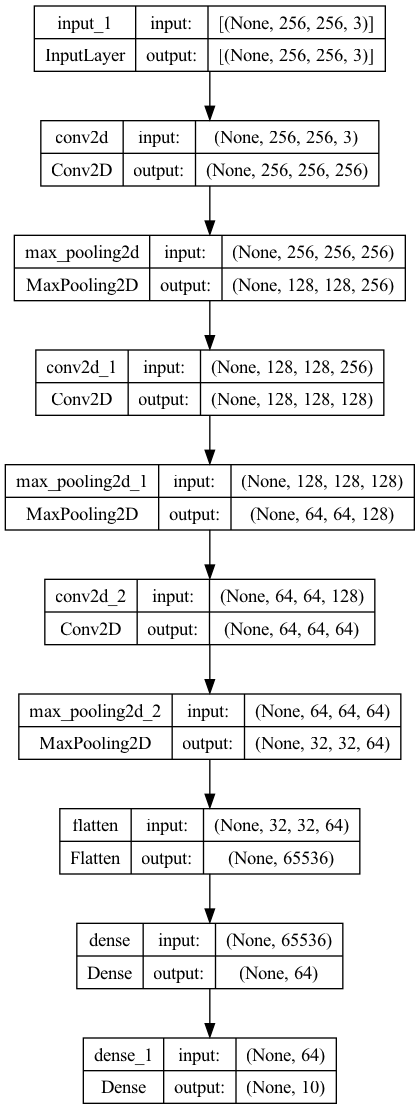 input_1 input: [(None, 256, 256, 3)]
InputLayer output: [(None, 256, 256, 3)]
conv2d input: (None, 256, 256, 3)
Conv2D output: (None, 256, 256, 256)
max_pooling2d input: (None, 256, 256, 256)
MaxPooling2D output: (None, 128, 128, 256)
conv2d_1 input: (None, 128, 128, 256)
Conv2D output: (None, 128, 128, 128)
max_pooling2d_1 input: (None, 128, 128, 128)
MaxPooling2D output: (None, 64, 64, 128)
conv2d_2 input: (None, 64, 64, 128)
Conv2D output: (None, 64, 64, 64)
max_pooling2d_2 input: (None, 64, 64, 64)
MaxPooling2D output: (None, 32, 32, 64)
flatten input: (None, 32, 32, 64)
Flatten output: (None, 65536)
dense input: (None, 65536)
Dense output: (None, 64)
dense_1 input: (None, 64)
Dense output: (None, 10)